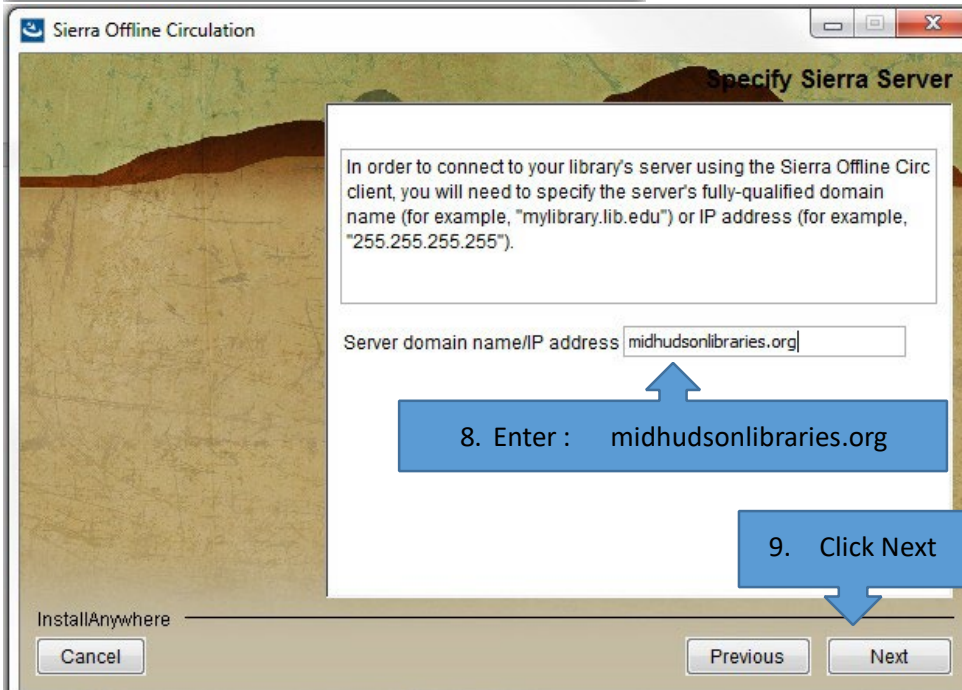 Sierra Offline Circulation
Specify Sierra Server
In order to connect to your library's server using the Sierra Offline Circ
client, you will need to specify the server's fully-qualified domain
name (for example, "mylibrary.lib.edu") or IP address (for example,
"255.255.255.255").
Server domain name/IP address midhudsonlibraries.org
8. Enter : midhudsonlibraries.org
9. Click Next
InstallAnywhere
Cancel Previous Next